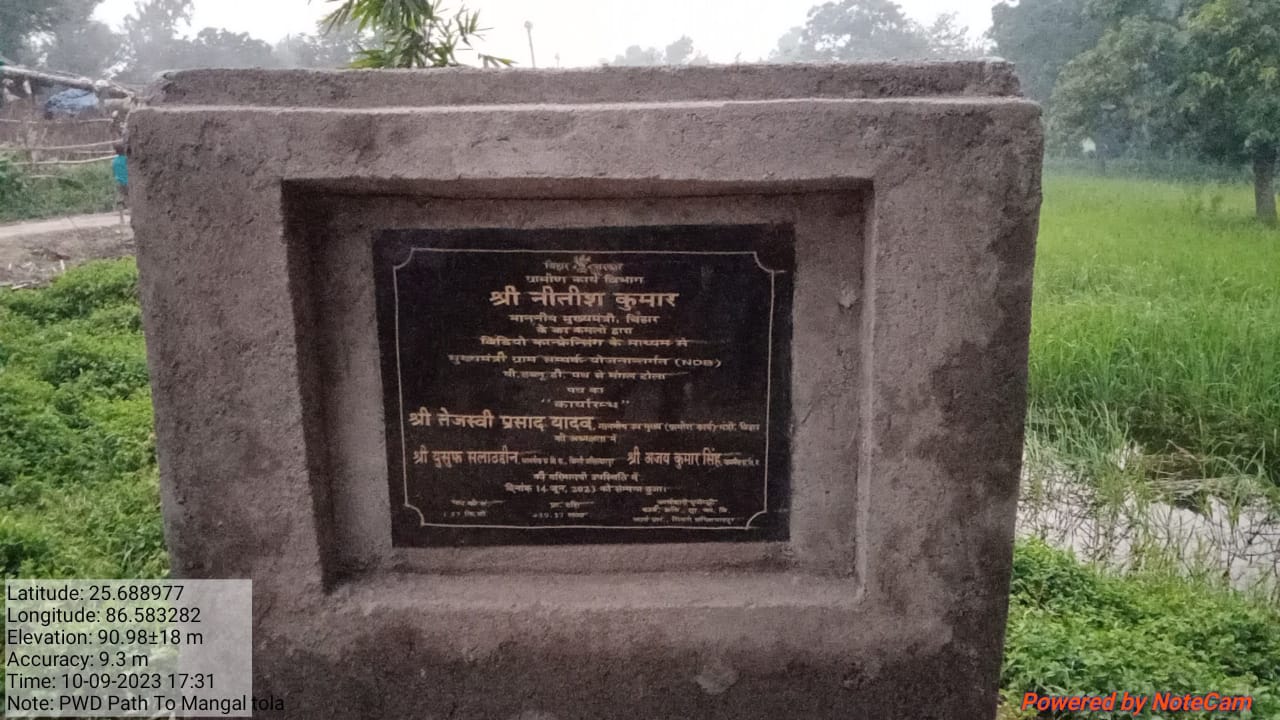 बिहार सरकार
ग्रामीण कार्य विभाग
श्री नीतीश कुमार
माननीय मुख्यमंत्री, बिहार
के कर कमलों द्वारा
विडियो कान्फ्रेन्सिंग के माध्यम से
मुख्यमंत्री ग्राम सम्पर्क योजनान्तर्गत (NDB)
पी.डब्लू.डी. पथ से मंगल टोला
पथ का
"कार्यारम्भ"
श्री तेजस्वी प्रसाद यादव, माननीय उप मुख्य (ग्रामीण कार्य) मंत्री, बिहार
की अध्यक्षता में
श्री युसुफ सलाउद्दीन श्री अजय कुमार सिंह
की गरिमामयी उपस्थिति में
दिनांक 14 जून, 2023 को सम्पन्न हुआ।
Latitude: 25.688977
Longitude: 86.583282
Elevation: 90.98±18 m
Accuracy: 9.3 m
Time: 10-09-2023 17:31
Note: PWD Path To Mangal tola
Powered by NoteCam